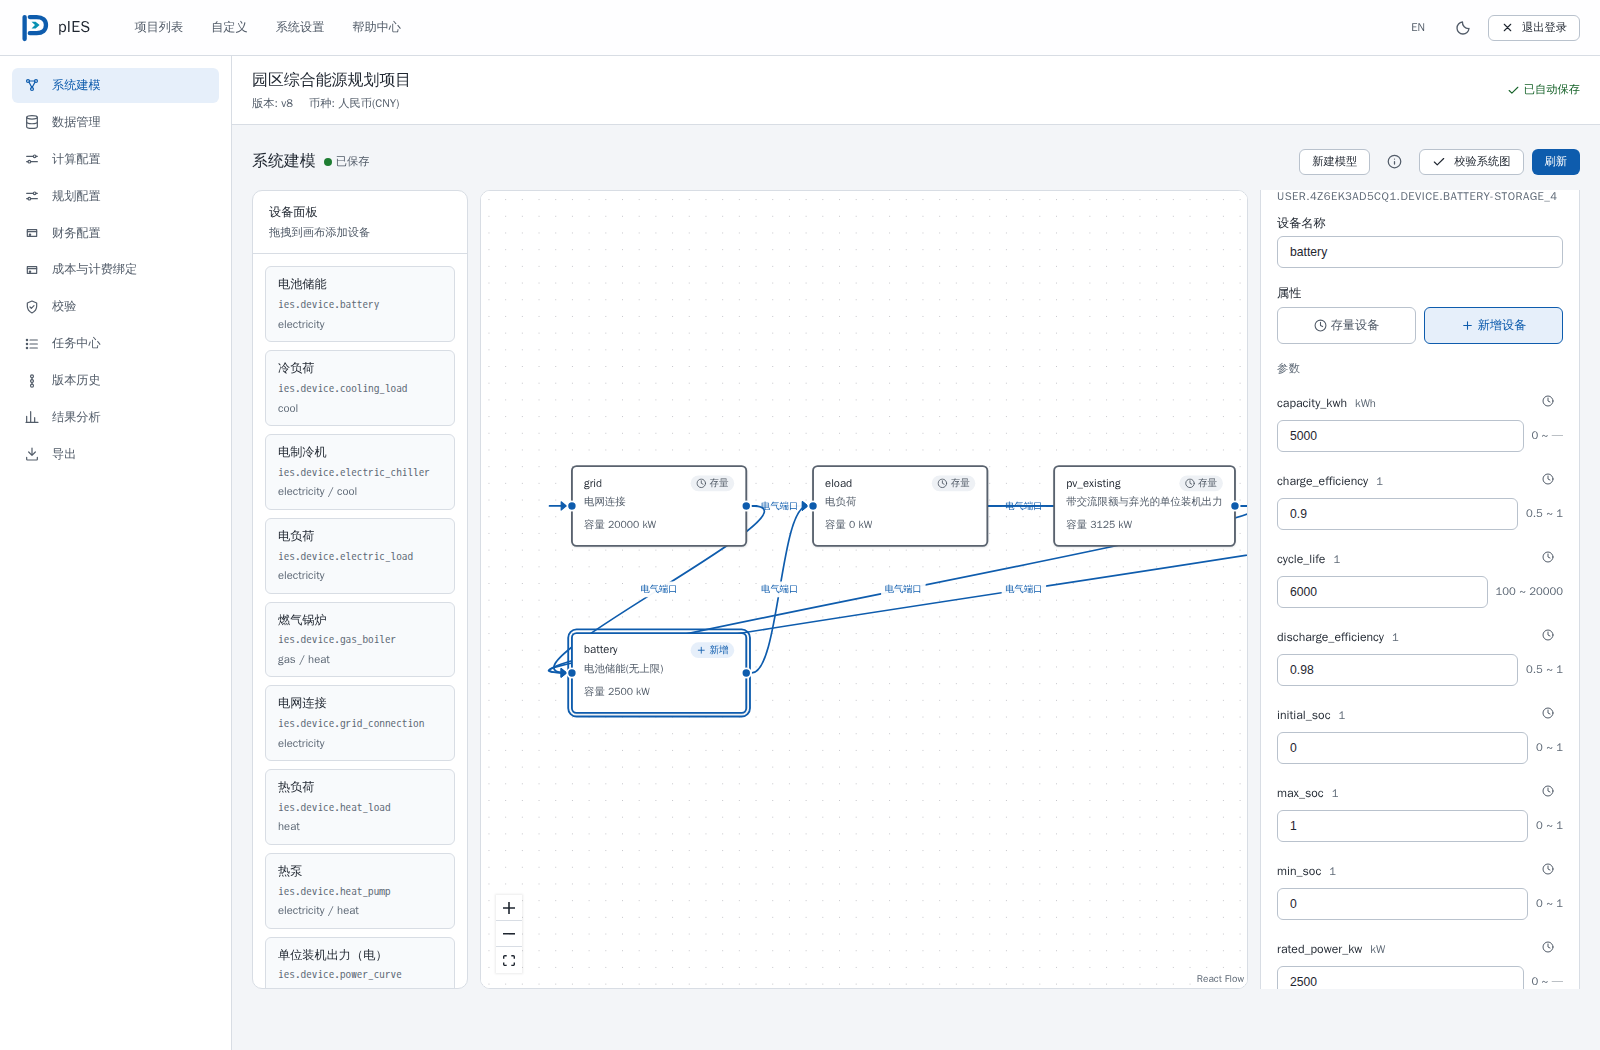 pIES
项目列表
自定义
系统设置
帮助中心
EN
退出登录
系统建模
数据管理
计算配置
规划配置
财务配置
成本与计费绑定
校验
任务中心
版本历史
结果分析
导出
园区综合能源规划项目
版本: v8 币种: 人民币(CNY)
已自动保存
系统建模 已保存
新建模型
校验系统图
刷新
设备面板
拖拽到画布添加设备
电池储能
ies.device.battery
electricity
冷负荷
ies.device.cooling_load
cool
电制冷机
ies.device.electric_chiller
electricity / cool
电负荷
ies.device.electric_load
electricity
燃气锅炉
ies.device.gas_boiler
gas / heat
电网连接
ies.device.grid_connection
electricity
热负荷
ies.device.heat_load
heat
热泵
ies.device.heat_pump
electricity / heat
单位装机出力（电）
ies.device.power_curve
grid 存量
电网连接
容量 20000 kW
电气端口
eload 存量
电负荷
容量 0 kW
电气端口
pv_existing 存量
带交流限额与弃光的单位装机出力
容量 3125 kW
电气端口
电气端口
电气端口
电气端口
battery 新增
电池储能(无上限)
容量 2500 kW
React Flow
USER.4Z6EK3AD5CQ1.DEVICE.BATTERY-STORAGE_4
设备名称
battery
属性
存量设备
新增设备
参数
capacity_kwh kWh
5000 0 ~ —
charge_efficiency 1
0.9 0.5 ~ 1
cycle_life 1
6000 100 ~ 20000
discharge_efficiency 1
0.98 0.5 ~ 1
initial_soc 1
0 0 ~ 1
max_soc 1
1 0 ~ 1
min_soc 1
0 0 ~ 1
rated_power_kw kW
2500 0 ~ —